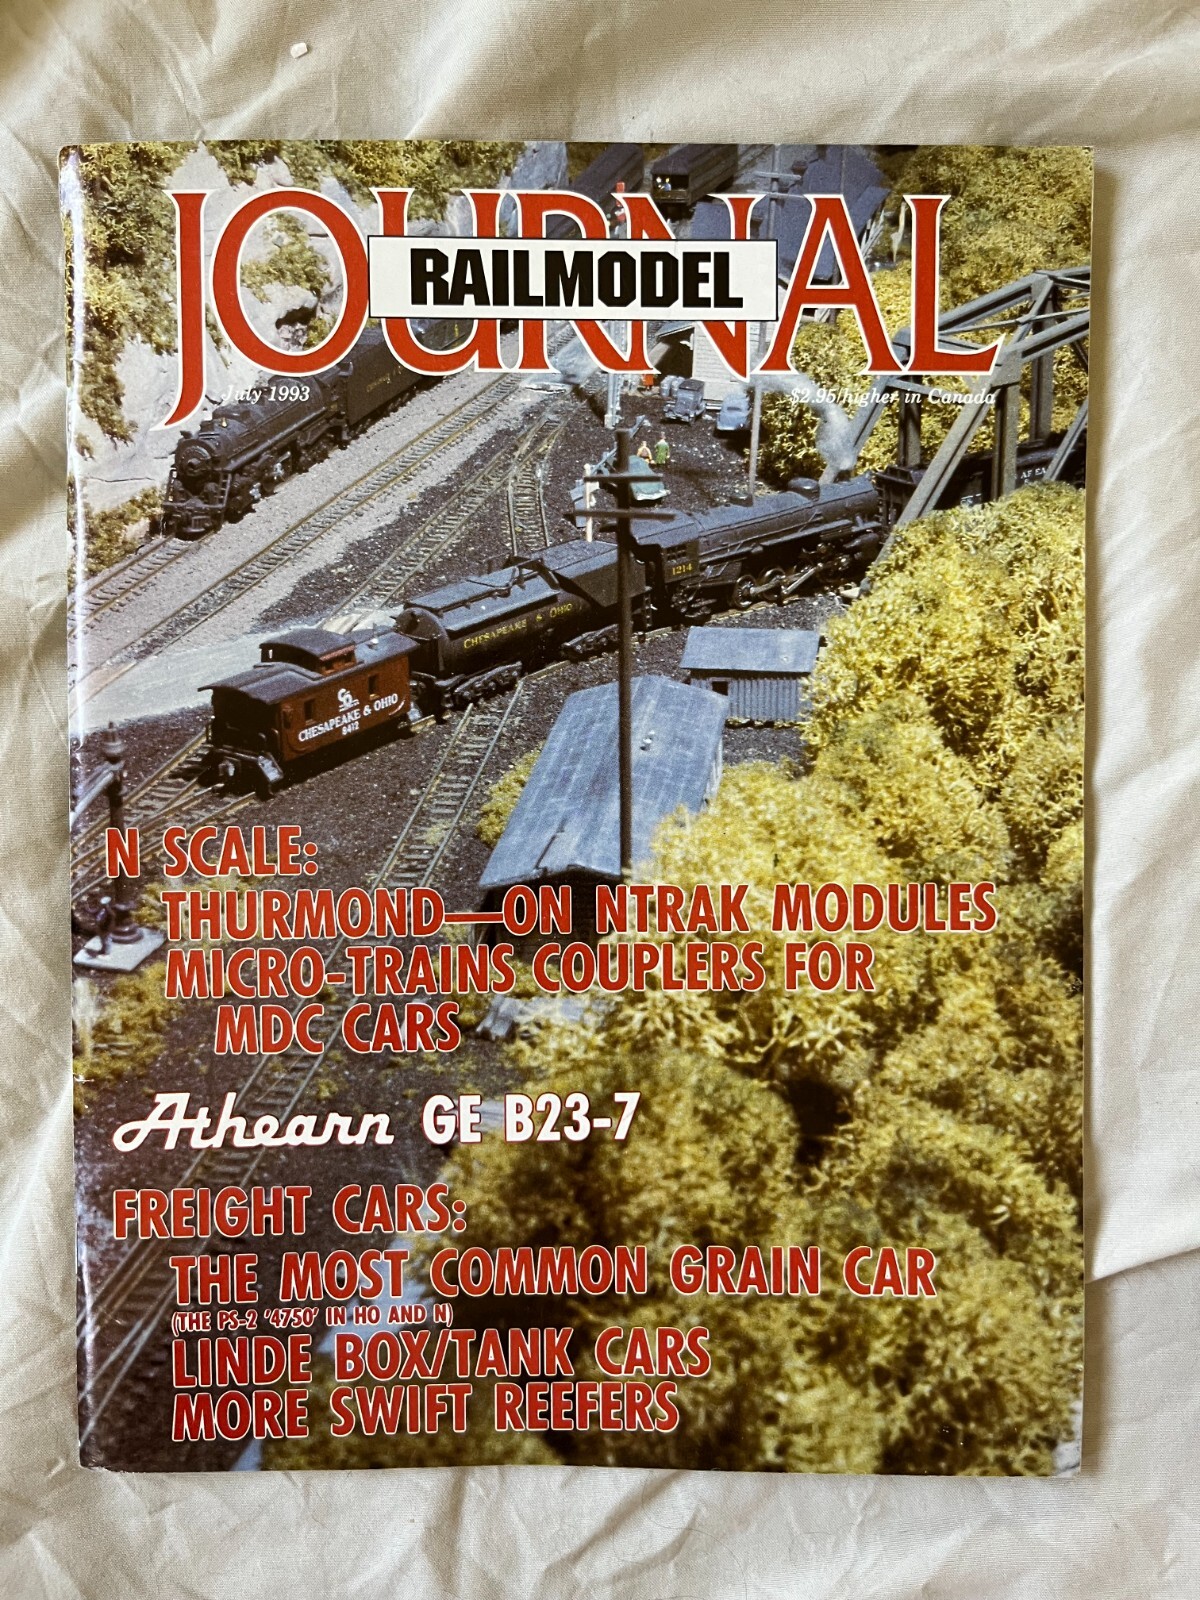 JOURNAL
RAILMODEL
July 1993
$2.95/higher in Canada
1214
CHESAPEAKE & OHIO
C&O
CHESAPEAKE & OHIO
8412
N SCALE:
THURMOND—ON NTRAK MODULES
MICRO-TRAINS COUPLERS FOR
MDC CARS
Athearn GE B23-7
FREIGHT CARS:
THE MOST COMMON GRAIN CAR
(THE PS-2 '4750' IN HO AND N)
LINDE BOX/TANK CARS
MORE SWIFT REEFERS